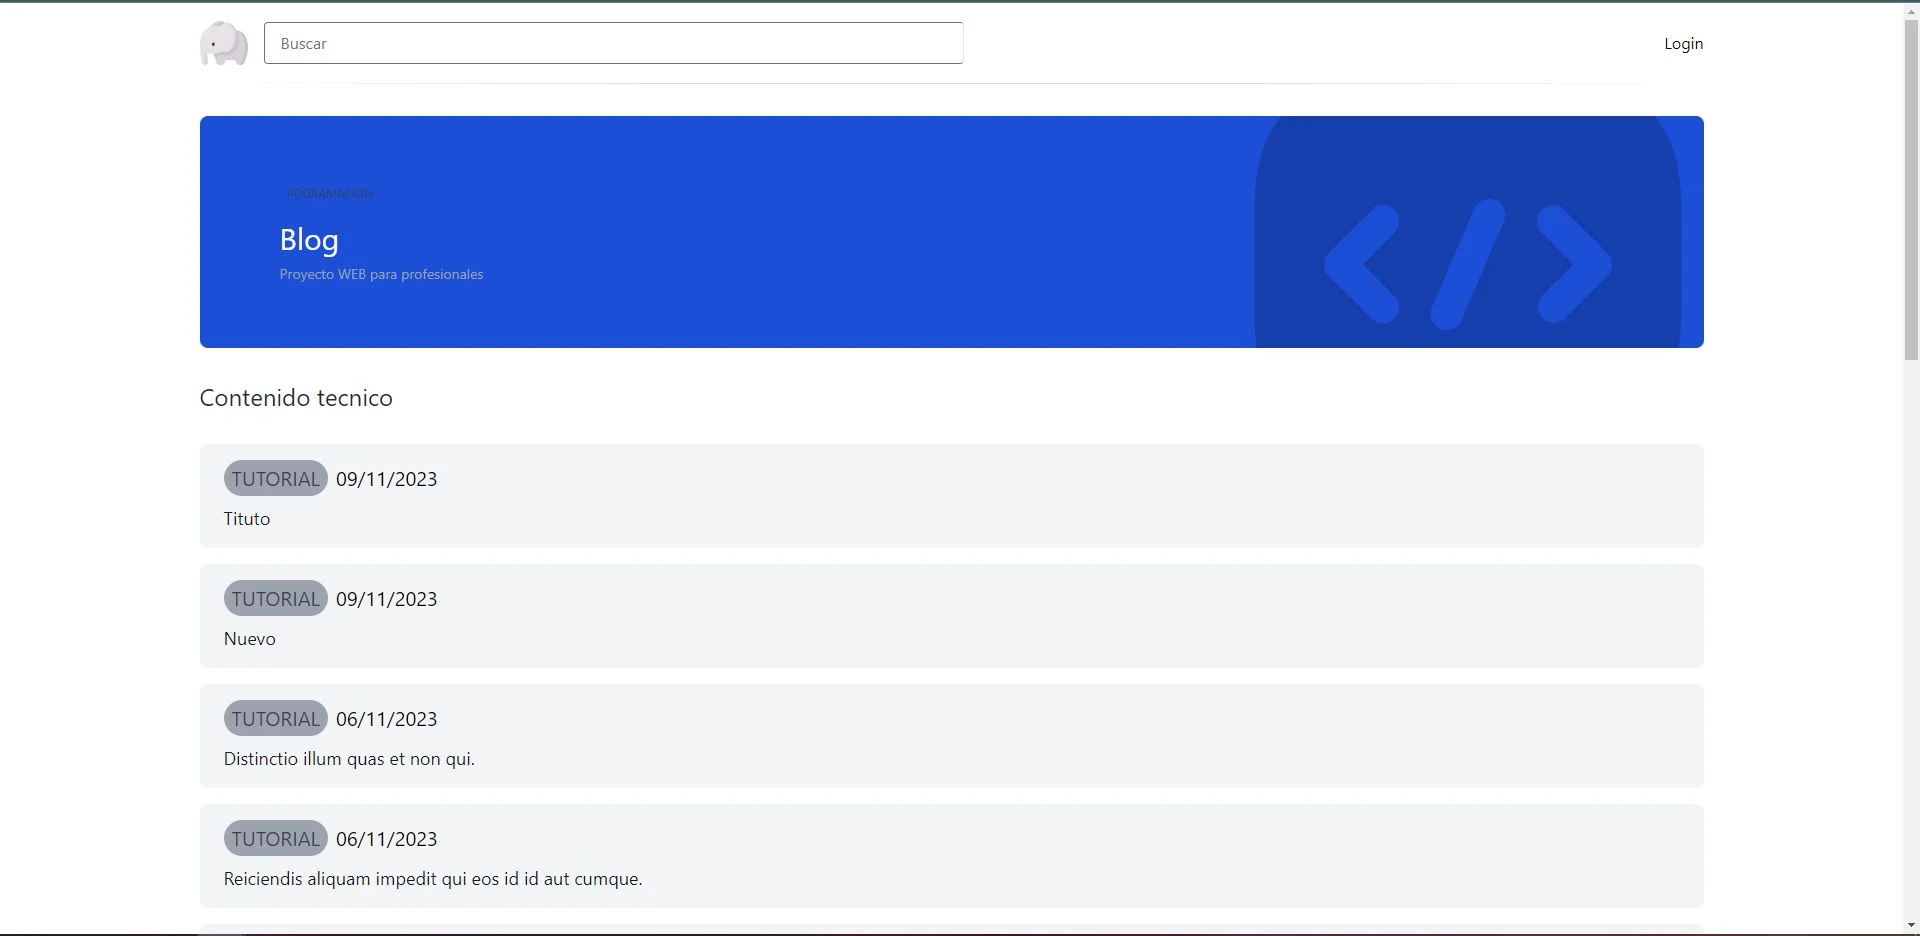 Buscar
Login
POGRAMACION
Blog
Proyecto WEB para profesionales
Contenido tecnico
TUTORIAL 09/11/2023
Tituto
TUTORIAL 09/11/2023
Nuevo
TUTORIAL 06/11/2023
Distinctio illum quas et non qui.
TUTORIAL 06/11/2023
Reiciendis aliquam impedit qui eos id id aut cumque.